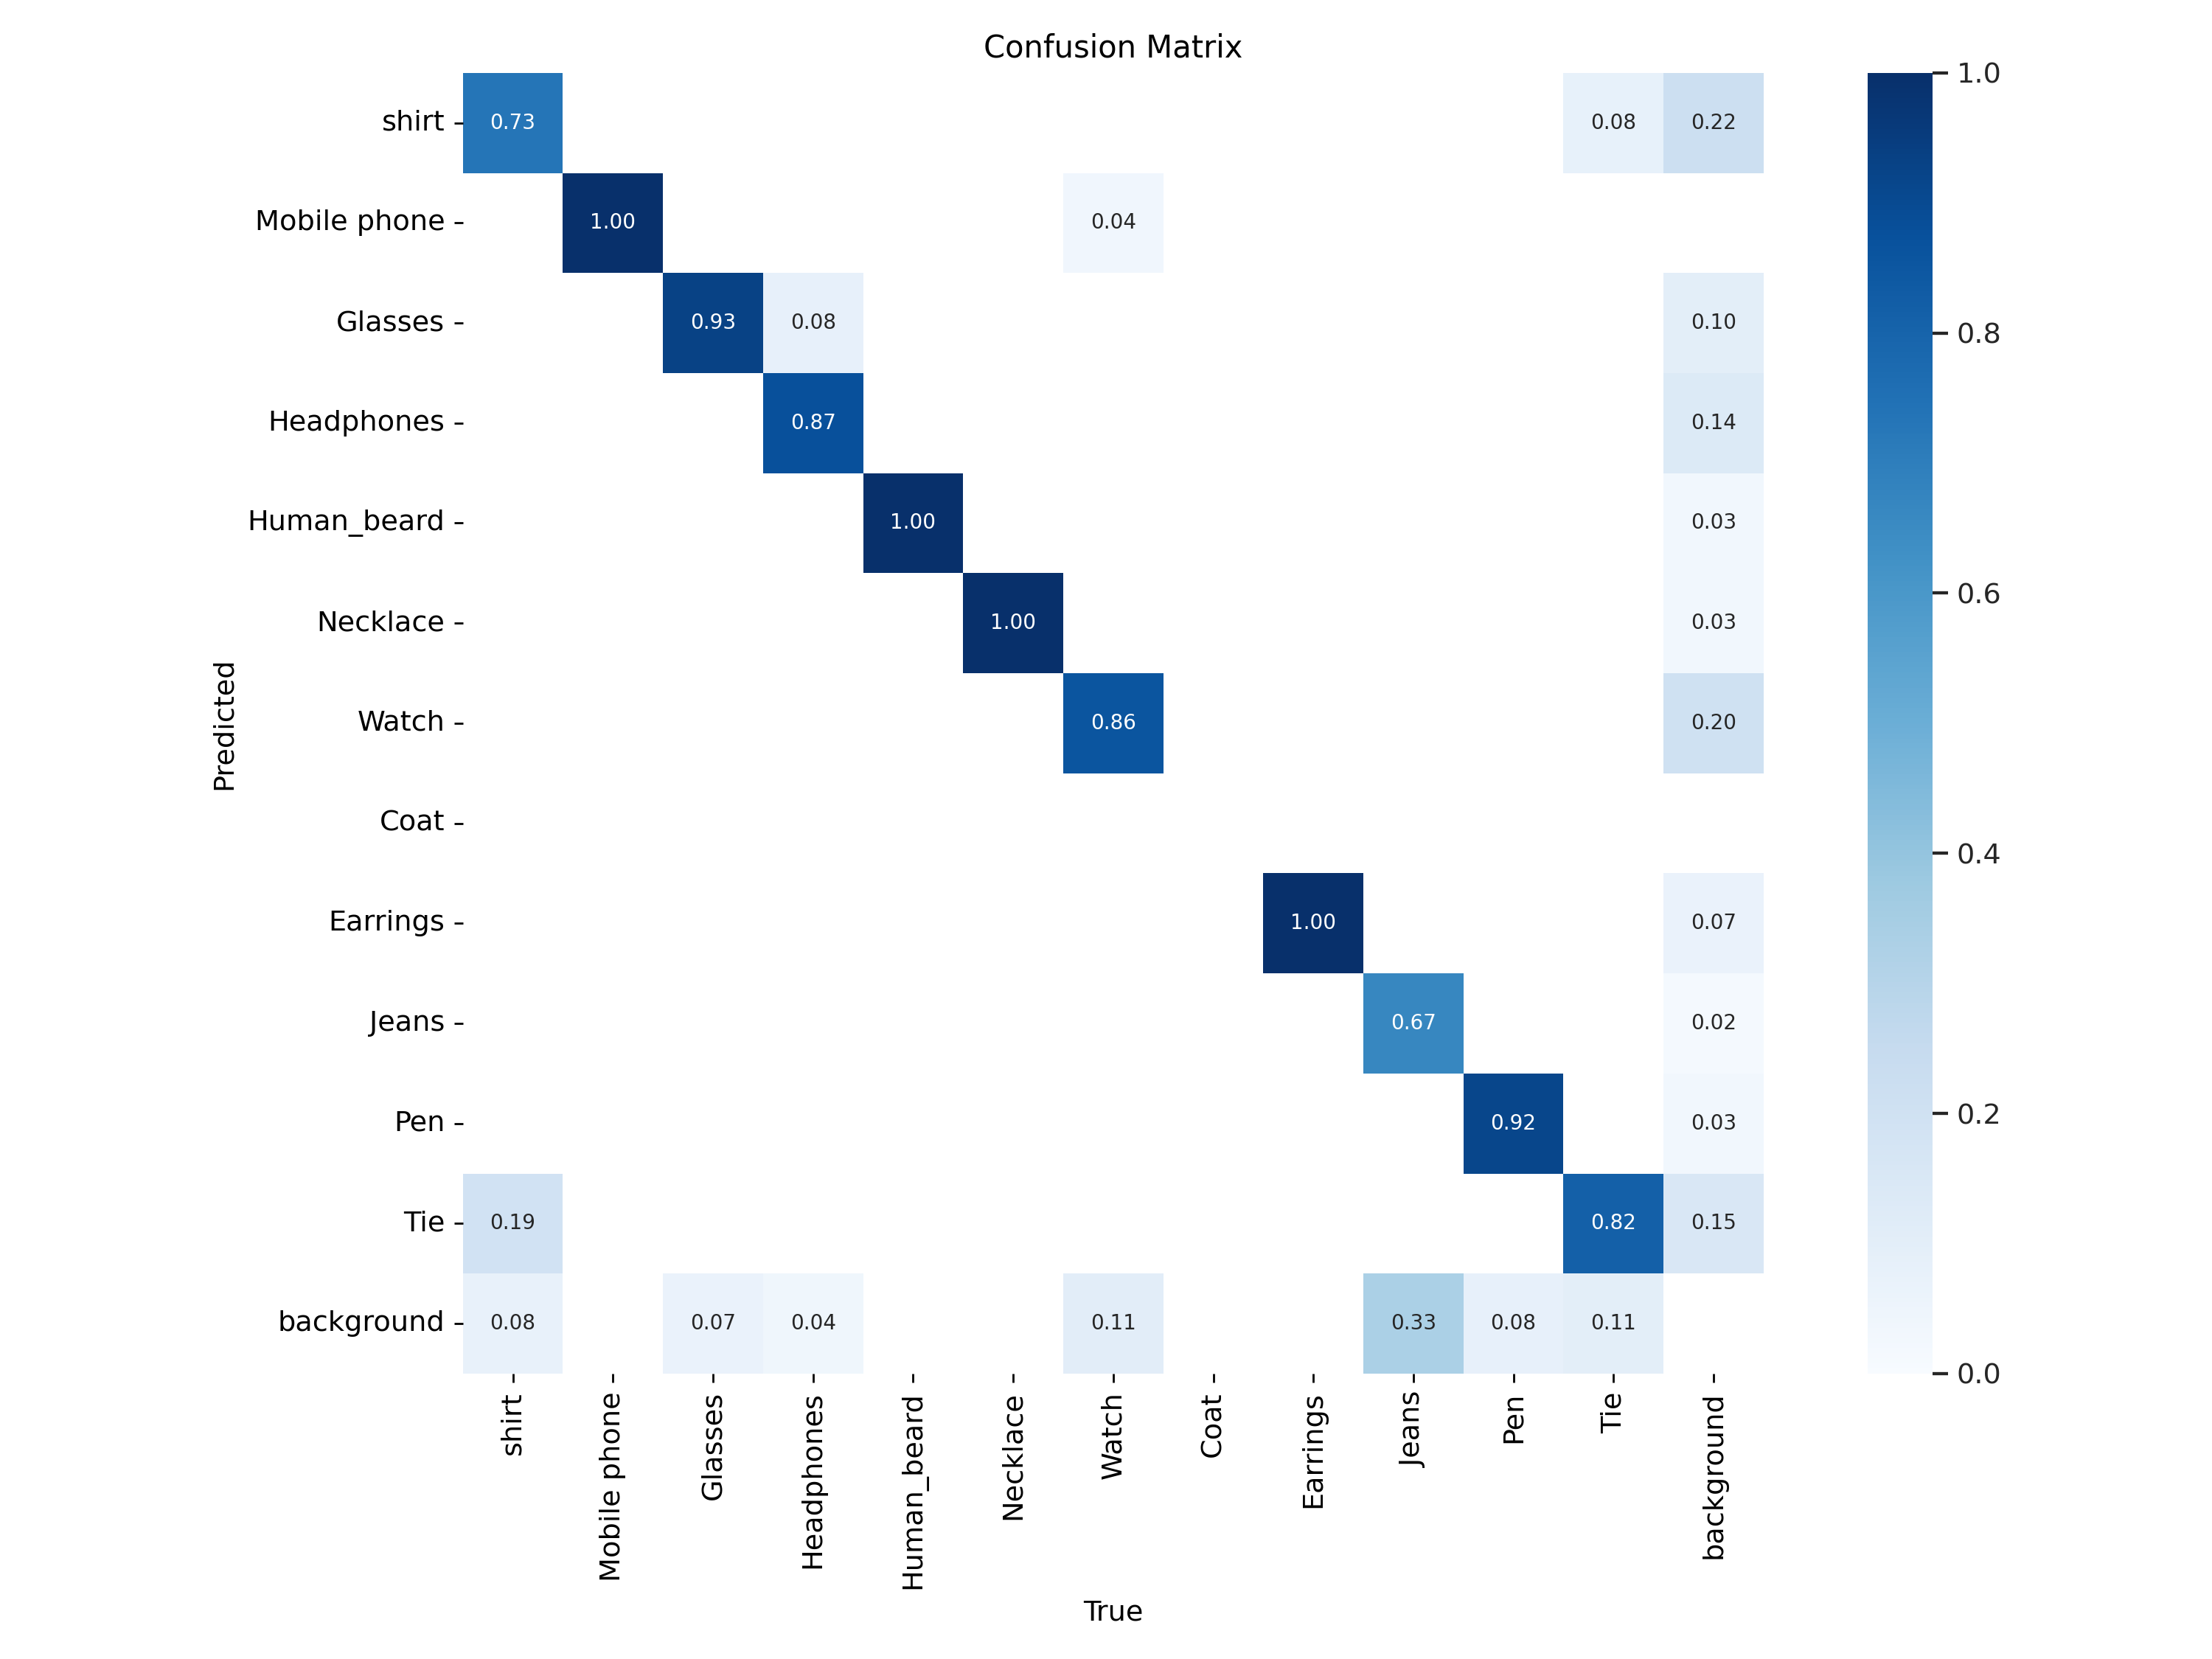 Confusion Matrix
shirt 0.73 0.08 0.22
Mobile phone 1.00 0.04
Glasses 0.93 0.08 0.10
Headphones 0.87 0.14
Human_beard 1.00 0.03
Necklace 1.00 0.03
Watch 0.86 0.20
Coat
Earrings 1.00 0.07
Jeans 0.67 0.02
Pen 0.92 0.03
Tie 0.19 0.82 0.15
background 0.08 0.07 0.04 0.11 0.33 0.08 0.11
Predicted
shirt
Mobile phone
Glasses
Headphones
Human_beard
Necklace
Watch
Coat
Earrings
Jeans
Pen
Tie
background
True
1.0
0.8
0.6
0.4
0.2
0.0